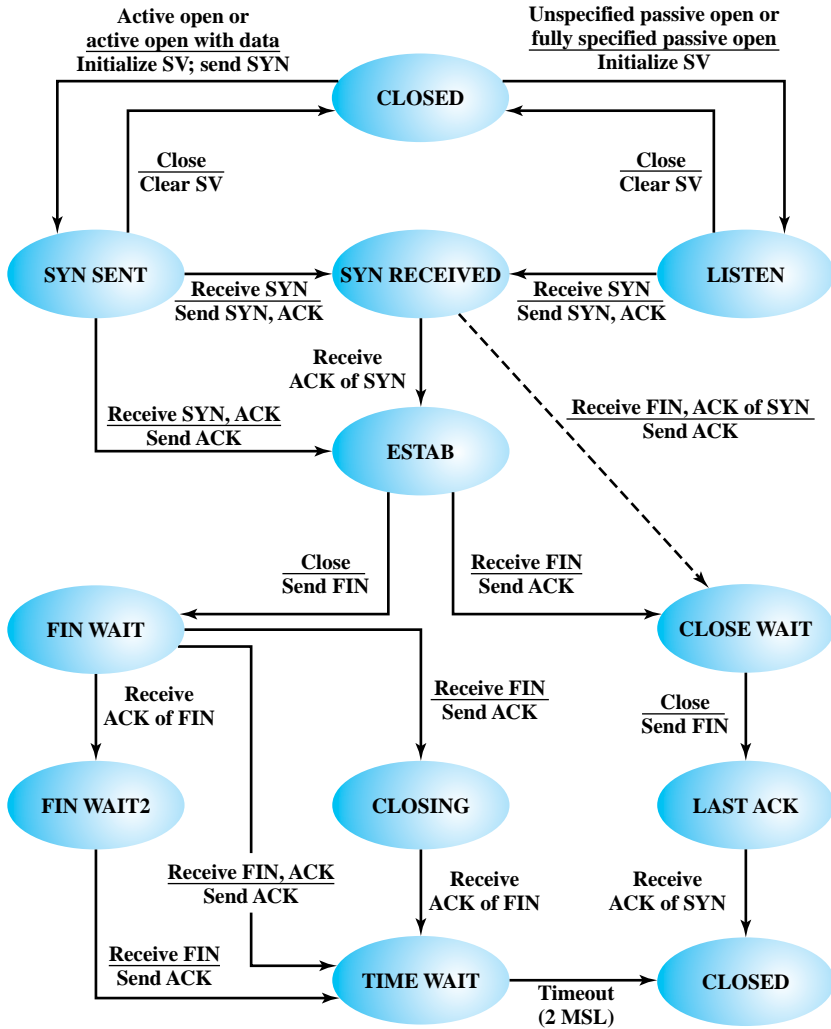 Active open or
active open with data
Initialize SV; send SYN
Unspecified passive open or
fully specified passive open
Initialize SV
CLOSED
Close
Clear SV
Close
Clear SV
SYN SENT
SYN RECEIVED
LISTEN
Receive SYN
Send SYN, ACK
Receive SYN
Send SYN, ACK
Receive
ACK of SYN
Receive SYN, ACK
Send ACK
Receive FIN, ACK of SYN
Send ACK
ESTAB
Close
Send FIN
Receive FIN
Send ACK
FIN WAIT
CLOSE WAIT
Receive
ACK of FIN
Receive FIN
Send ACK
Close
Send FIN
FIN WAIT2
CLOSING
LAST ACK
Receive FIN, ACK
Send ACK
Receive
ACK of FIN
Receive
ACK of SYN
Receive FIN
Send ACK
TIME WAIT
Timeout
(2 MSL)
CLOSED